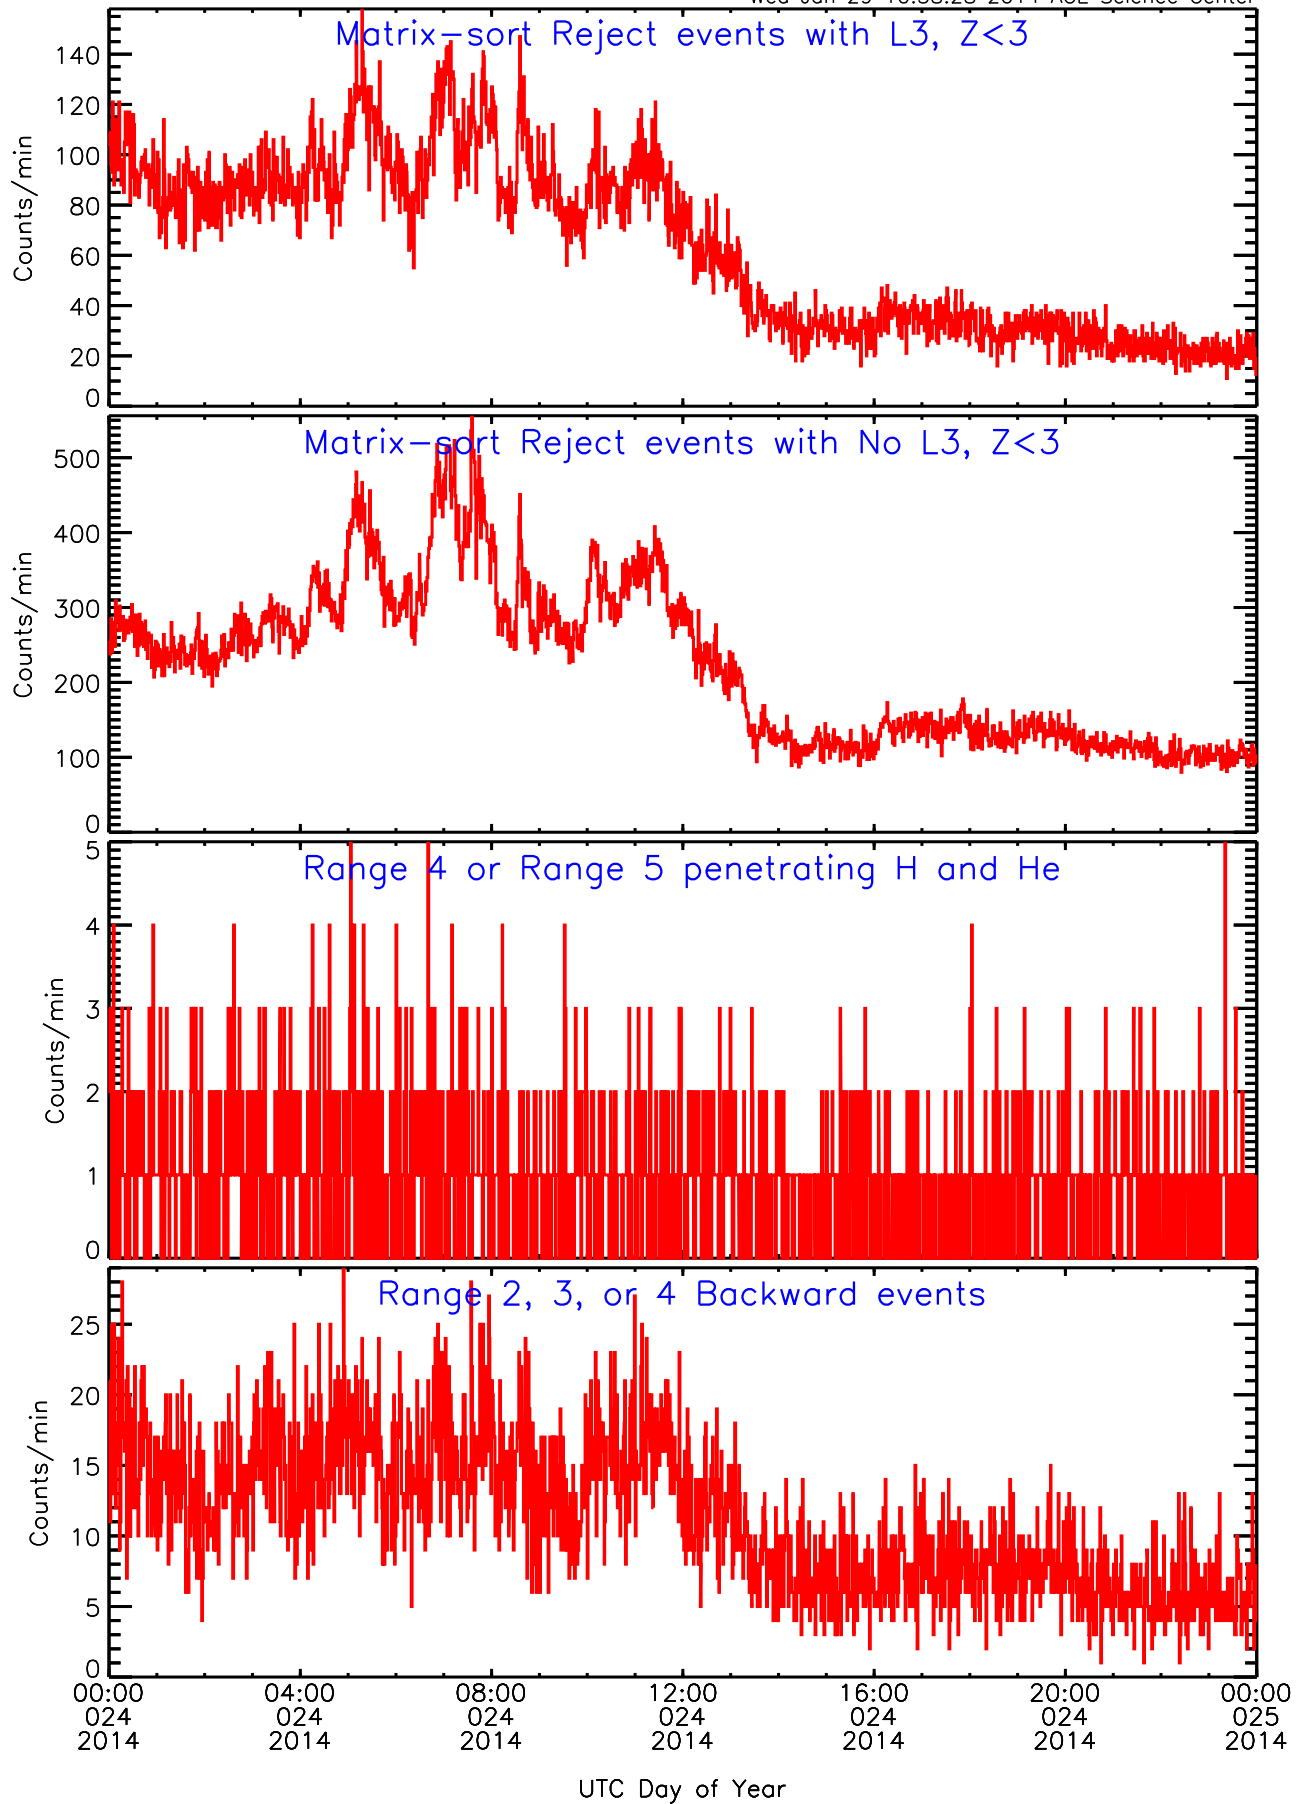 Matrix-sort Reject events with L3, Z<3
Counts/min
140
120
100
80
60
40
20
0
Matrix-sort Reject events with No L3, Z<3
Counts/min
500
400
300
200
100
0
Range 4 or Range 5 penetrating H and He
Counts/min
5
4
3
2
1
0
Range 2, 3, or 4 Backward events
Counts/min
25
20
15
10
5
0
00:00 04:00 08:00 12:00 16:00 20:00 00:00
024 024 024 024 024 024 025
2014 2014 2014 2014 2014 2014 2014
UTC Day of Year